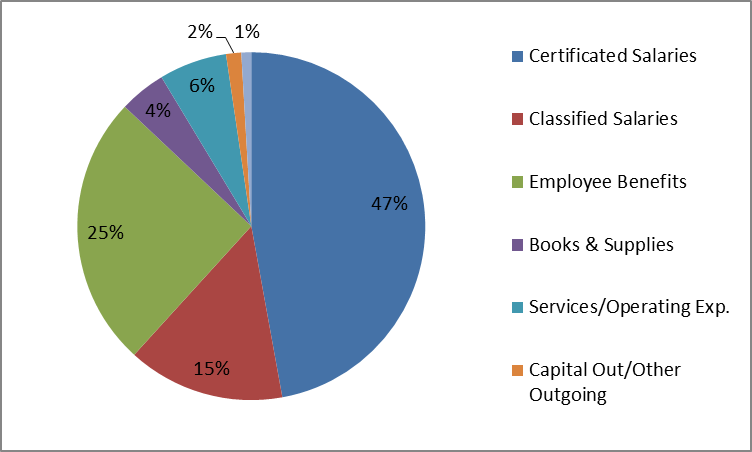 2% 1%
6%
4%
47%
25%
15%
Certificated Salaries
Classified Salaries
Employee Benefits
Books & Supplies
Services/Operating Exp.
Capital Out/Other
Outgoing